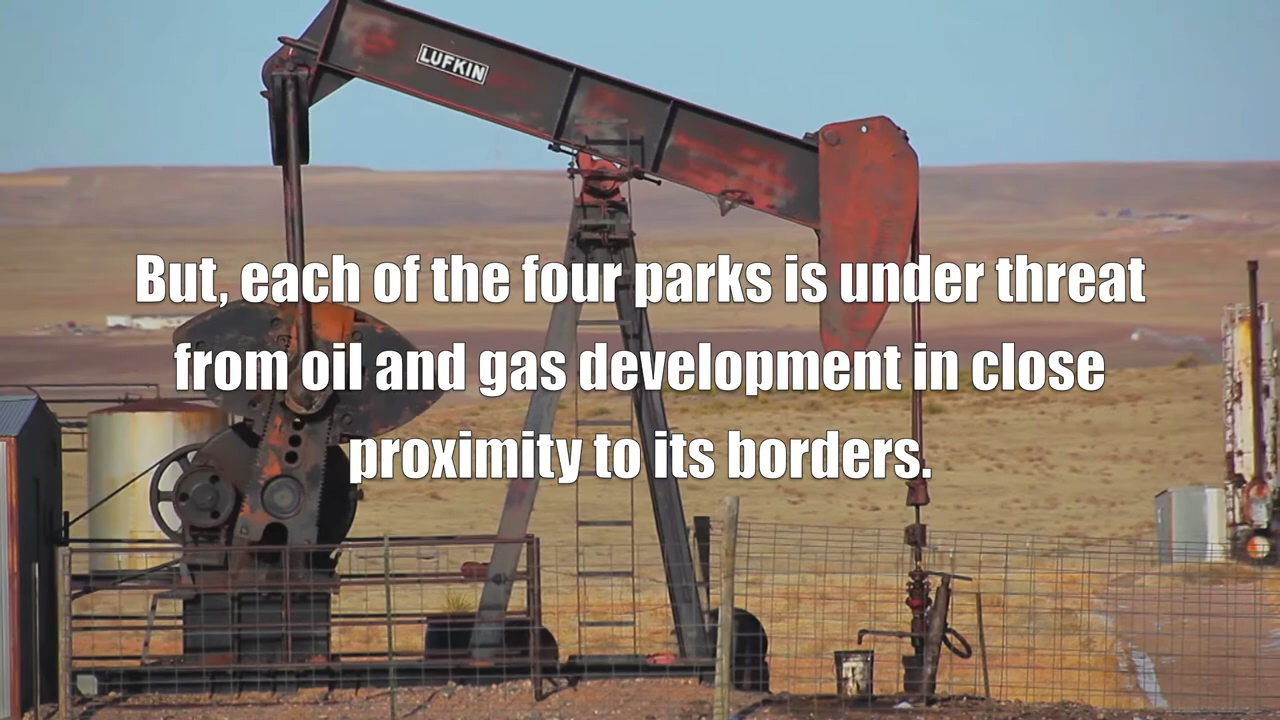 LUFKIN
But, each of the four parks is under threat
from oil and gas development in close
proximity to its borders.